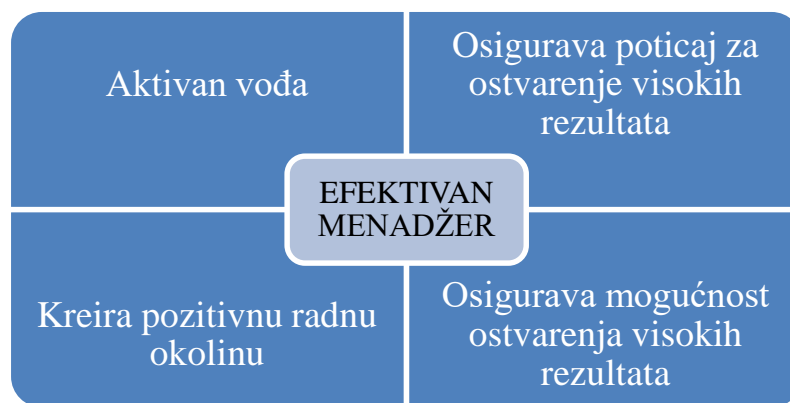 Aktivan vođa
Osigurava poticaj za
ostvarenje visokih
rezultata
EFEKTIVAN
MENADŽER
Kreira pozitivnu radnu
okolinu
Osigurava mogućnost
ostvarenja visokih
rezultata